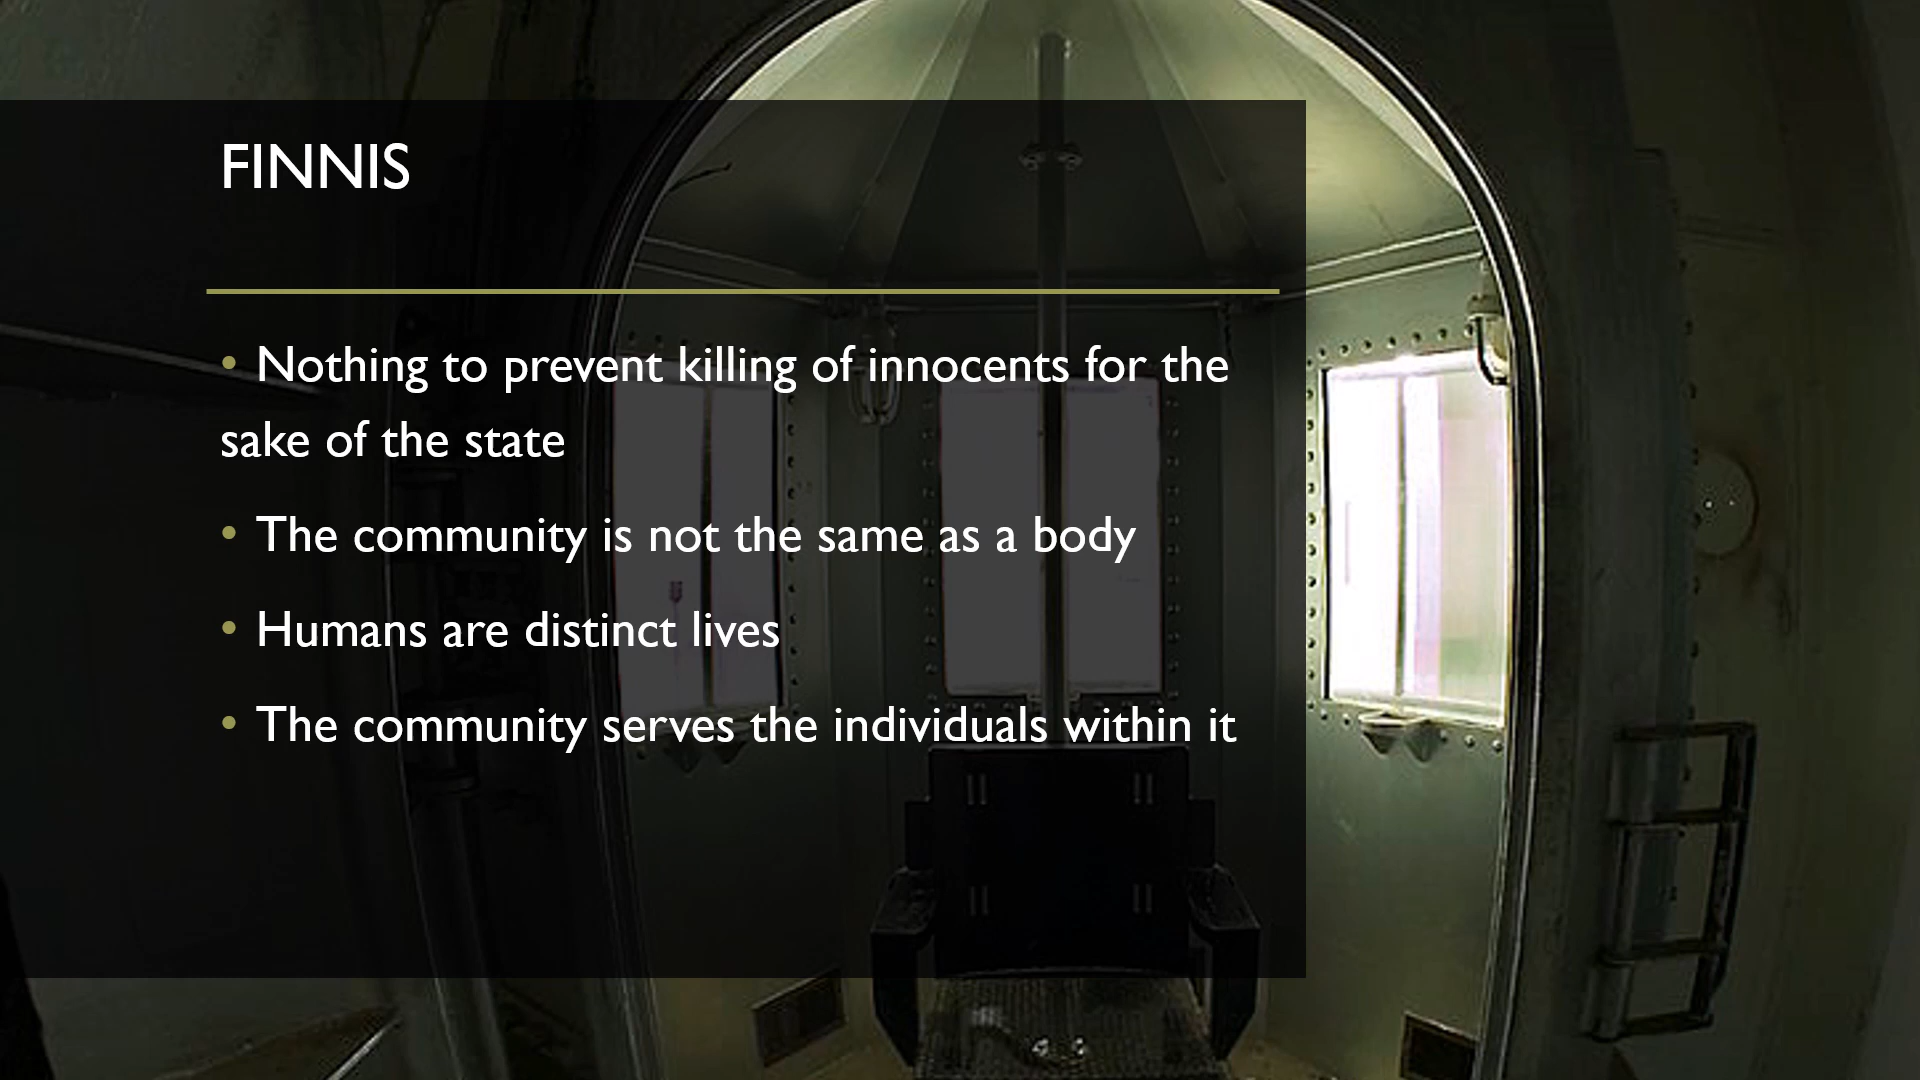 FINNIS
• Nothing to prevent killing of innocents for the
sake of the state
• The community is not the same as a body
• Humans are distinct lives
• The community serves the individuals within it